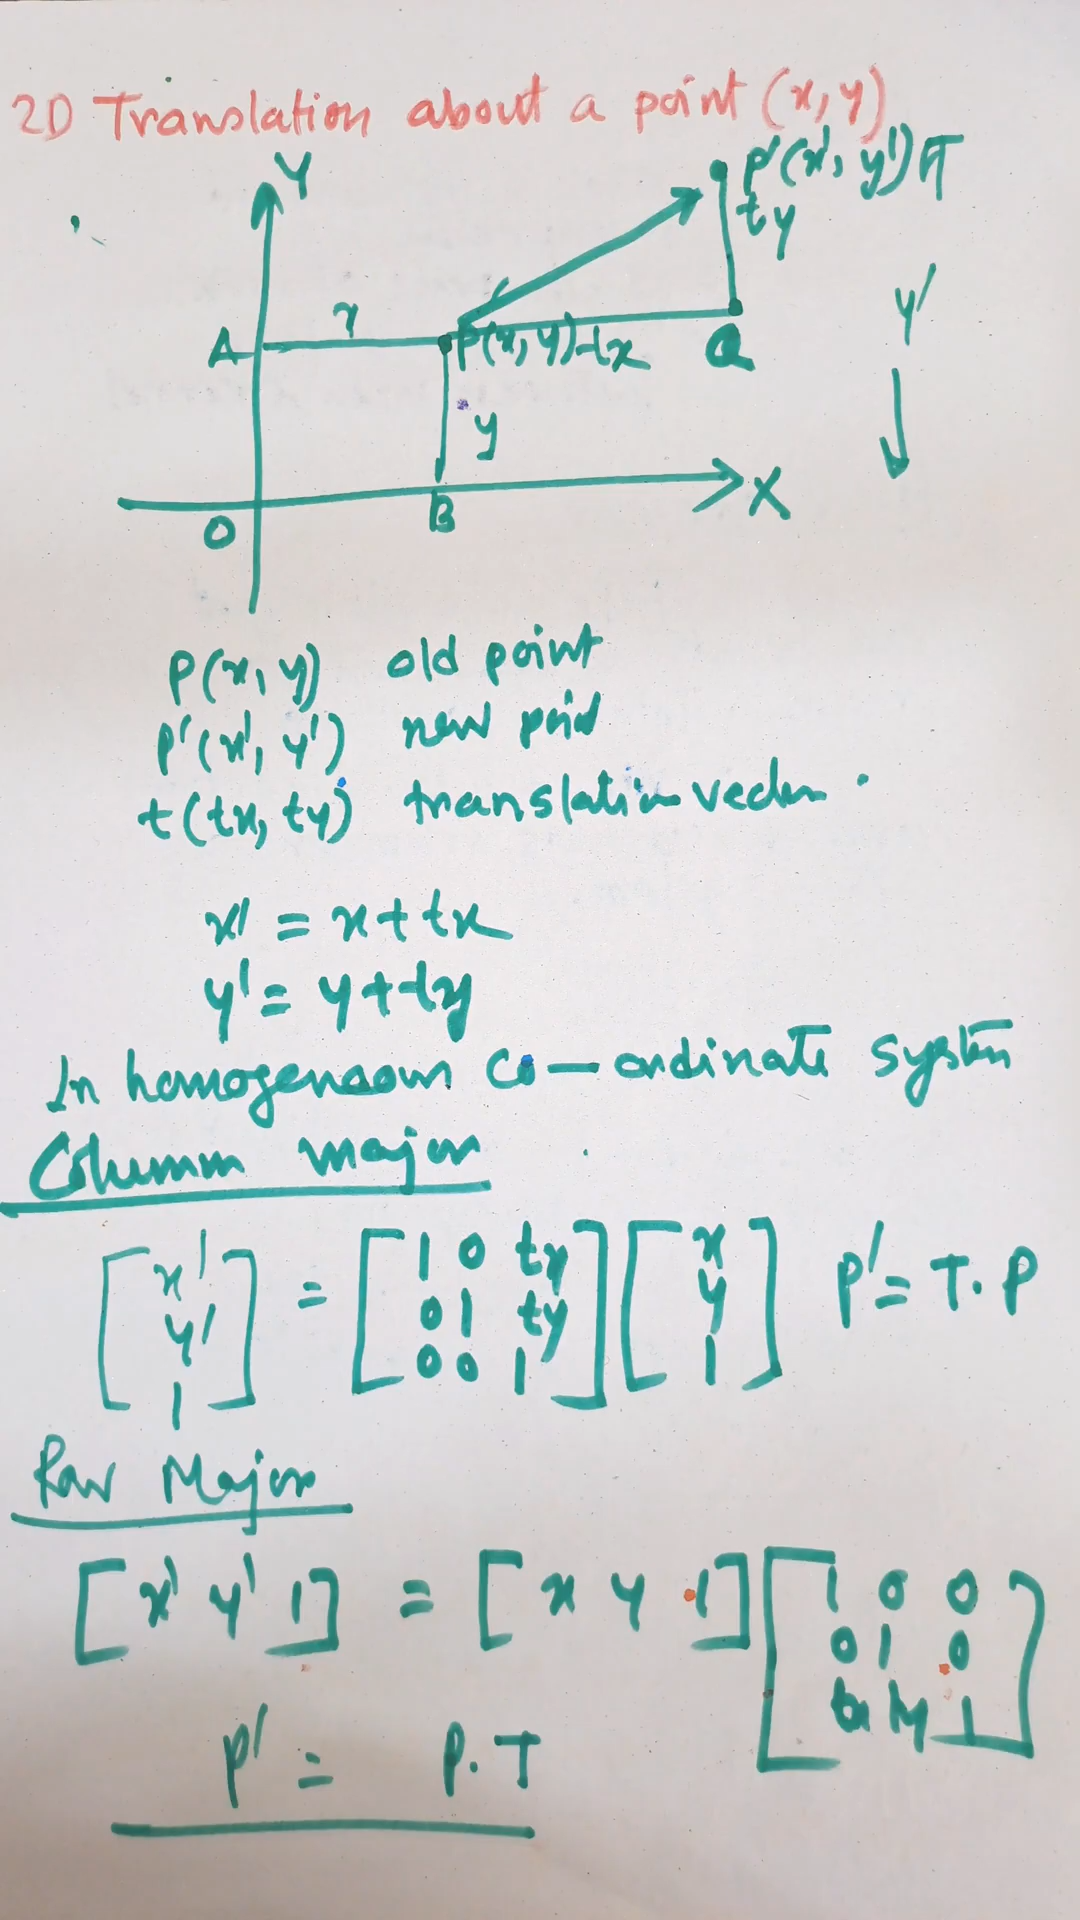 2D Translation about a point (x, y)
Y
P'(x', y')
ty
y'
x
A
P(x, y) tx
Q
y
X
O
B
P(x, y) old point
P'(x', y') new point
t(tx, ty) translation vector.
x' = x + tx
y' = y + ty
In homogeneous co-ordinate system
Column major
[x' = [1 0 tx [x P' = T. P
y' 0 1 ty y
1] 0 0 1] 1]
Row Major
[x' y' 1] = [x y 1] [1 0 0
0 1 0
tx ty 1]
P' = P. T